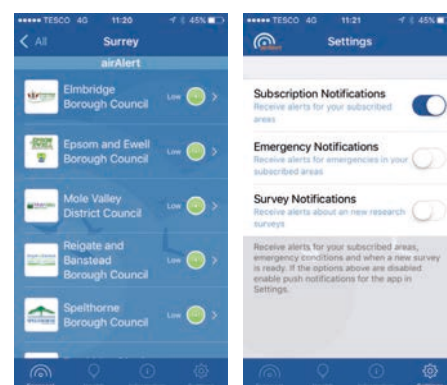 TESCO 4G 11:20 45%
All Surrey
airAlert
Elmbridge
Borough Council Low
Epsom and Ewell
Borough Council Low
Mole Valley
District Council Low
Reigate and
Banstead
Borough Council Low
Spelthorne
Borough Council Low
TESCO 4G 11:21 45%
Settings
Subscription Notifications
Receive alerts for your subscribed
areas
Emergency Notifications
Receive alerts for emergencies in your
subscribed areas
Survey Notifications
Receive alerts about an new research
surveys
Receive alerts for your subscribed areas,
emergency conditions and when a new survey
is ready. If the options above are disabled
enable push notifications for the app in
Settings.